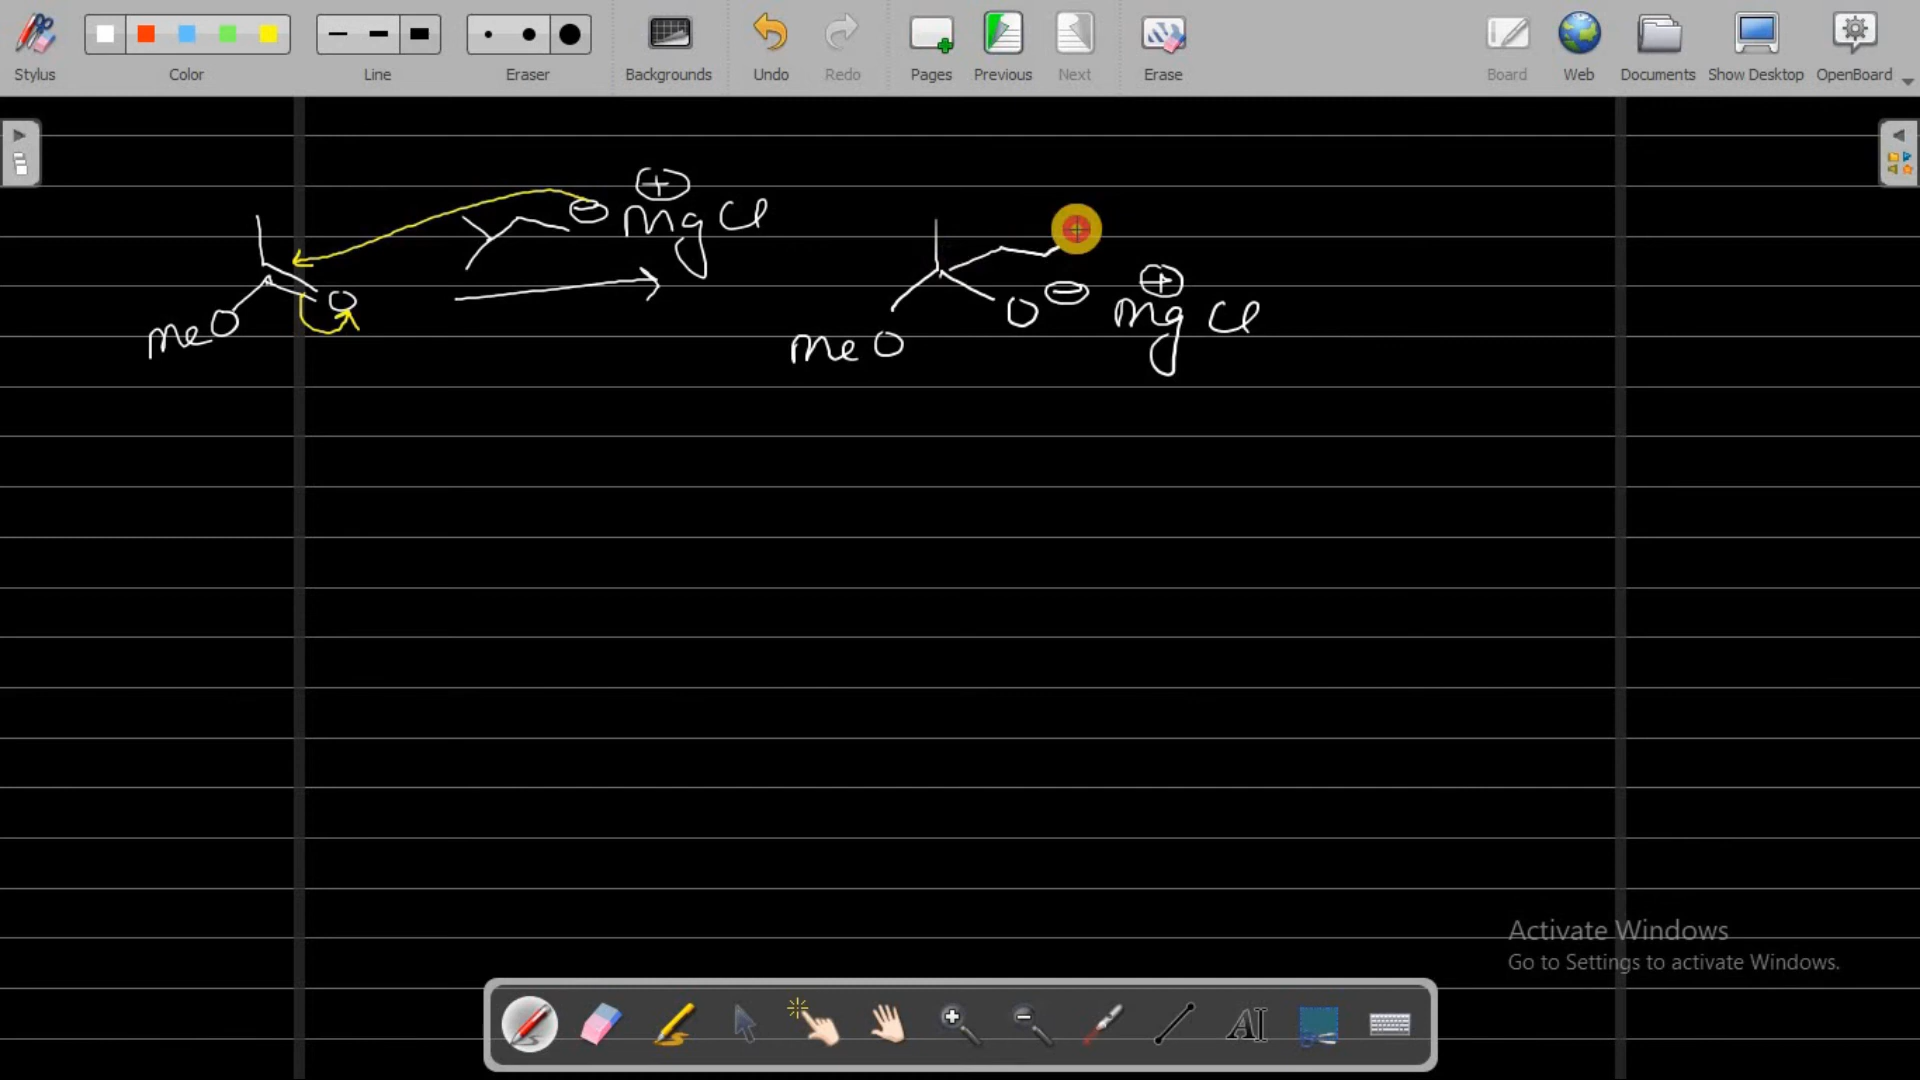 Stylus
Color
Line
Eraser
Backgrounds
Undo
Redo
Pages
Previous
Next
Erase
Board
Web
Documents
Show Desktop
OpenBoard
⊕
⊖ Mg Cl
O
MeO
⊕
O ⊖ Mg Cl
MeO
Activate Windows
Go to Settings to activate Windows.
AI